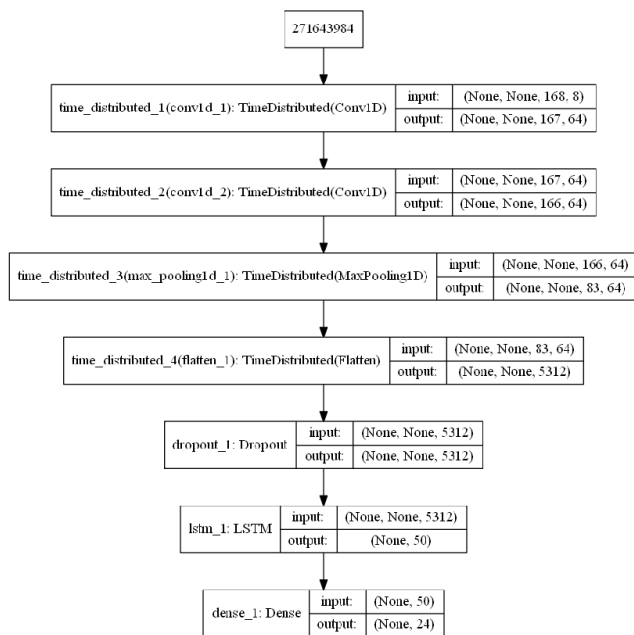 271643984
time_distributed_1(conv1d_1): TimeDistributed(Conv1D)
input: (None, None, 168, 8)
output: (None, None, 167, 64)
time_distributed_2(conv1d_2): TimeDistributed(Conv1D)
input: (None, None, 167, 64)
output: (None, None, 166, 64)
time_distributed_3(max_pooling1d_1): TimeDistributed(MaxPooling1D)
input: (None, None, 166, 64)
output: (None, None, 83, 64)
time_distributed_4(flatten_1): TimeDistributed(Flatten)
input: (None, None, 83, 64)
output: (None, None, 5312)
dropout_1: Dropout
input: (None, None, 5312)
output: (None, None, 5312)
lstm_1: LSTM
input: (None, None, 5312)
output: (None, 50)
dense_1: Dense
input: (None, 50)
output: (None, 24)